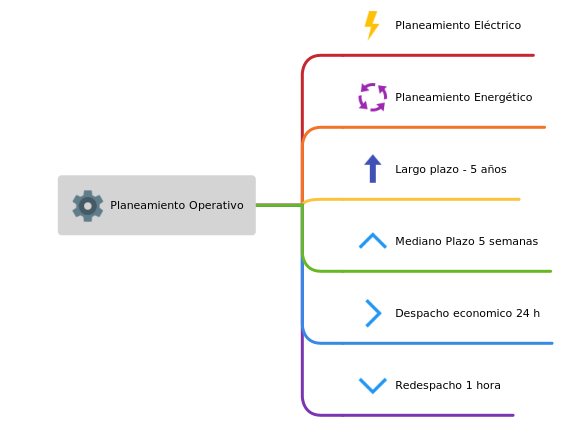 Planeamiento Eléctrico
Planeamiento Energético
Largo plazo - 5 años
Planeamiento Operativo
Mediano Plazo 5 semanas
Despacho economico 24 h
Redespacho 1 hora